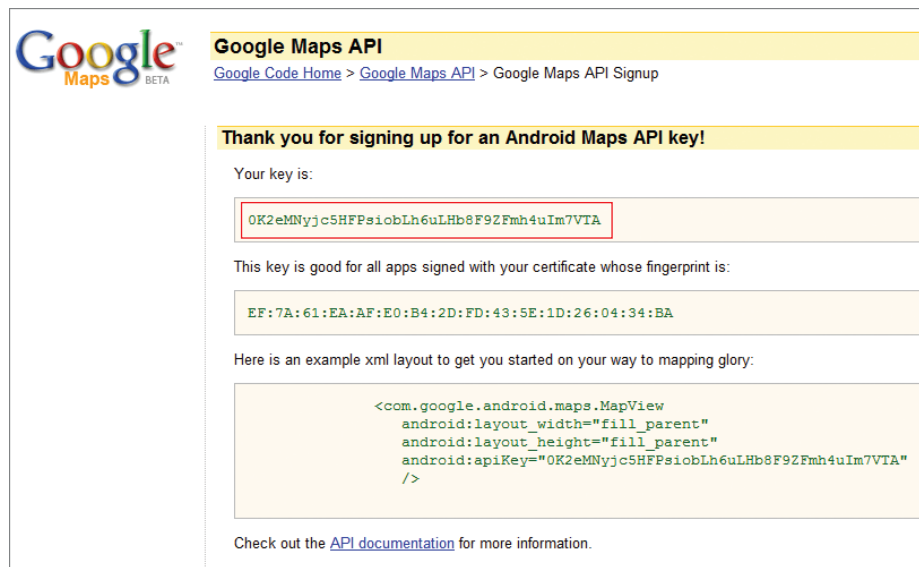 Google™
Maps BETA
Google Maps API
Google Code Home > Google Maps API > Google Maps API Signup
Thank you for signing up for an Android Maps API key!
Your key is:
0K2eMNyjc5HFPsiobLh6uLHb8F9ZFmh4uIm7VTA
This key is good for all apps signed with your certificate whose fingerprint is:
EF:7A:61:EA:AF:E0:B4:2D:FD:43:5E:1D:26:04:34:BA
Here is an example xml layout to get you started on your way to mapping glory:
<com.google.android.maps.MapView
android:layout_width="fill_parent"
android:layout_height="fill_parent"
android:apiKey="0K2eMNyjc5HFPsiobLh6uLHb8F9ZFmh4uIm7VTA"
/>
Check out the API documentation for more information.